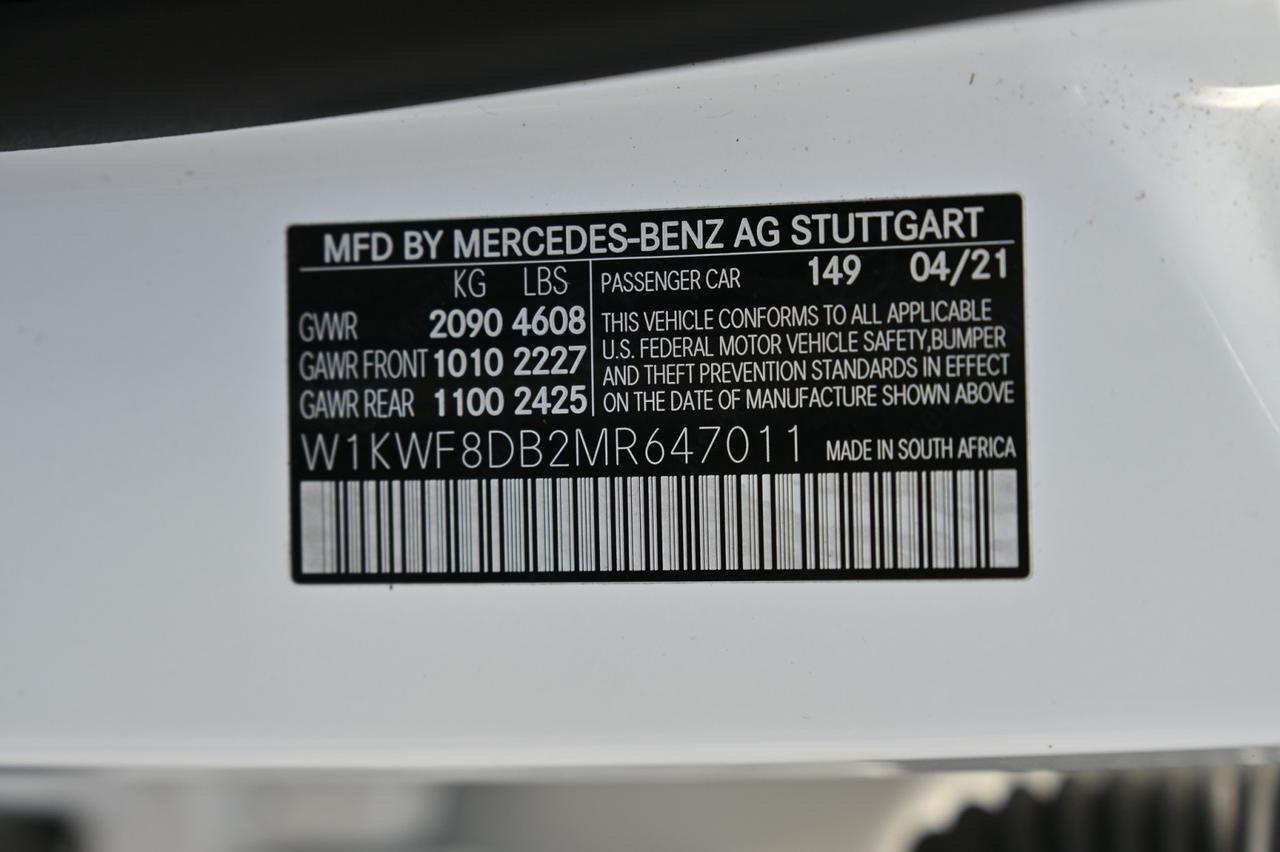 MFD BY MERCEDES-BENZ AG STUTTGART
KG LBS
GVWR 2090 4608
GAWR FRONT 1010 2227
GAWR REAR 1100 2425
PASSENGER CAR 149 04/21
THIS VEHICLE CONFORMS TO ALL APPLICABLE
U.S. FEDERAL MOTOR VEHICLE SAFETY,BUMPER
AND THEFT PREVENTION STANDARDS IN EFFECT
ON THE DATE OF MANUFACTURE SHOWN ABOVE
W1KWF8DB2MR647011 MADE IN SOUTH AFRICA